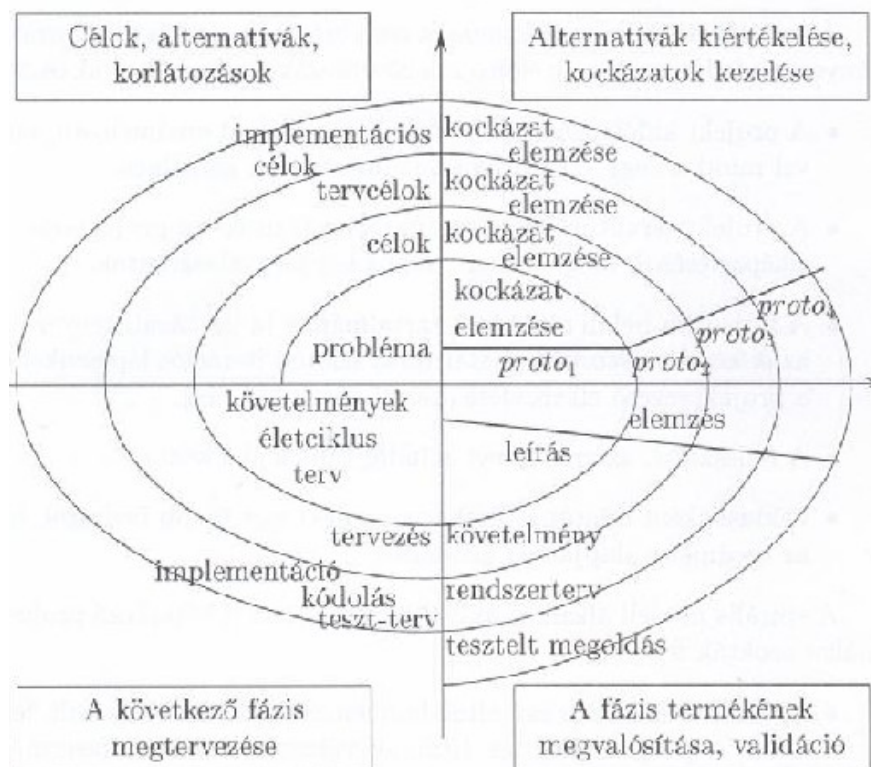 Célok, alternatívák,
korlátozások
Alternatívák kiértékelése,
kockázatok kezelése
implementációs
célok
tervcélok
célok
probléma
kockázat
elemzése
kockázat
elemzése
kockázat
elemzése
kockázat
elemzése
proto₁
proto₂
proto₃
proto₄
követelmények
életciklus
terv
elemzés
leírás
tervezés
követelmény
implementáció
kódolás
teszt-terv
rendszerterv
tesztelt megoldás
A következő fázis
megtervezése
A fázis termékének
megvalósítása, validáció